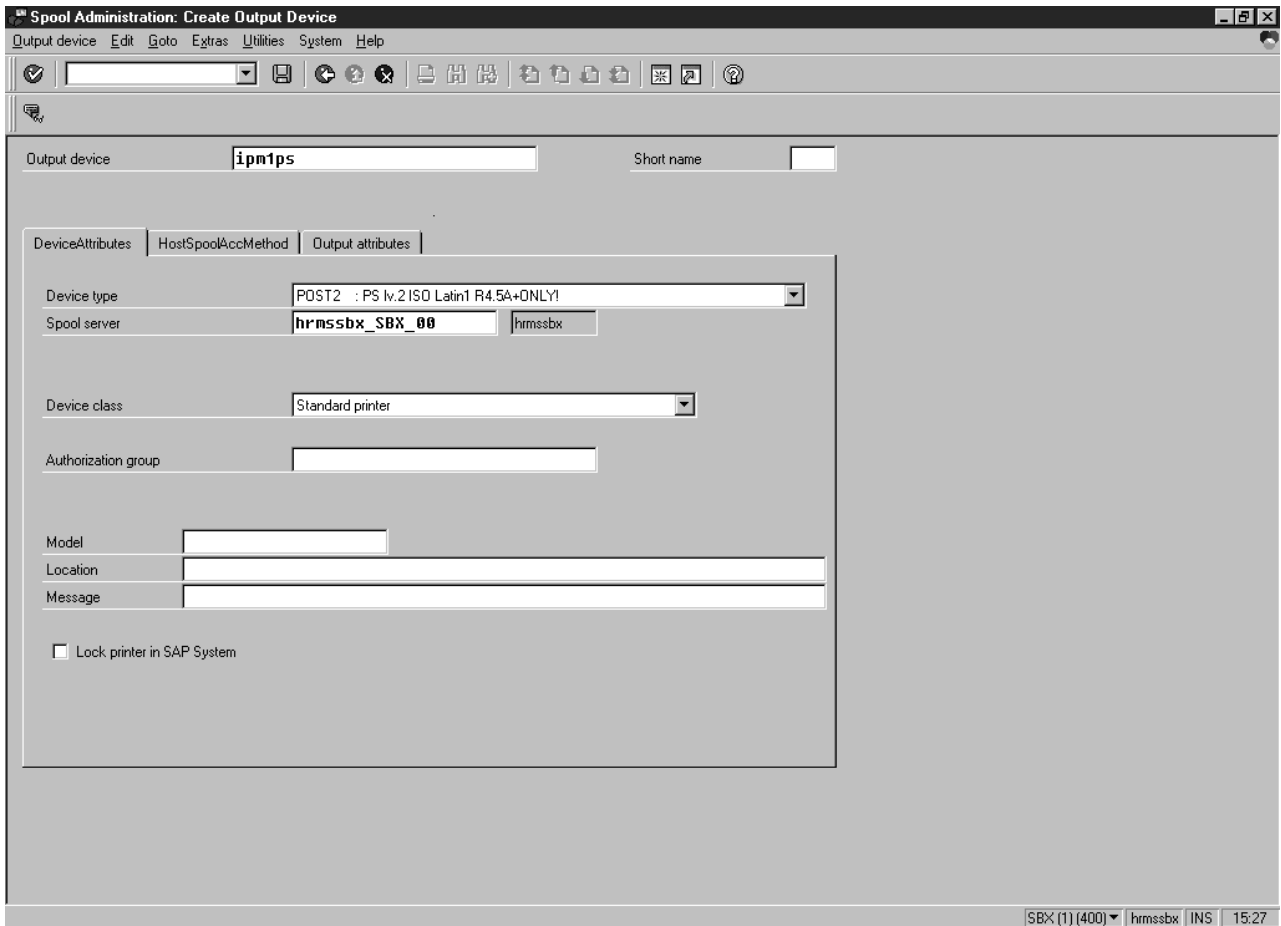 Spool Administration: Create Output Device
Output device Edit Goto Extras Utilities System Help
Output device ipm1ps Short name
DeviceAttributes HostSpoolAccMethod Output attributes
Device type POST2 : PS lv.2 ISO Latin1 R4.5A+ONLY!
Spool server hrmssbx_SBX_00 hrmssbx
Device class Standard printer
Authorization group
Model
Location
Message
Lock printer in SAP System
SBX (1) (400) hrmssbx INS 15:27